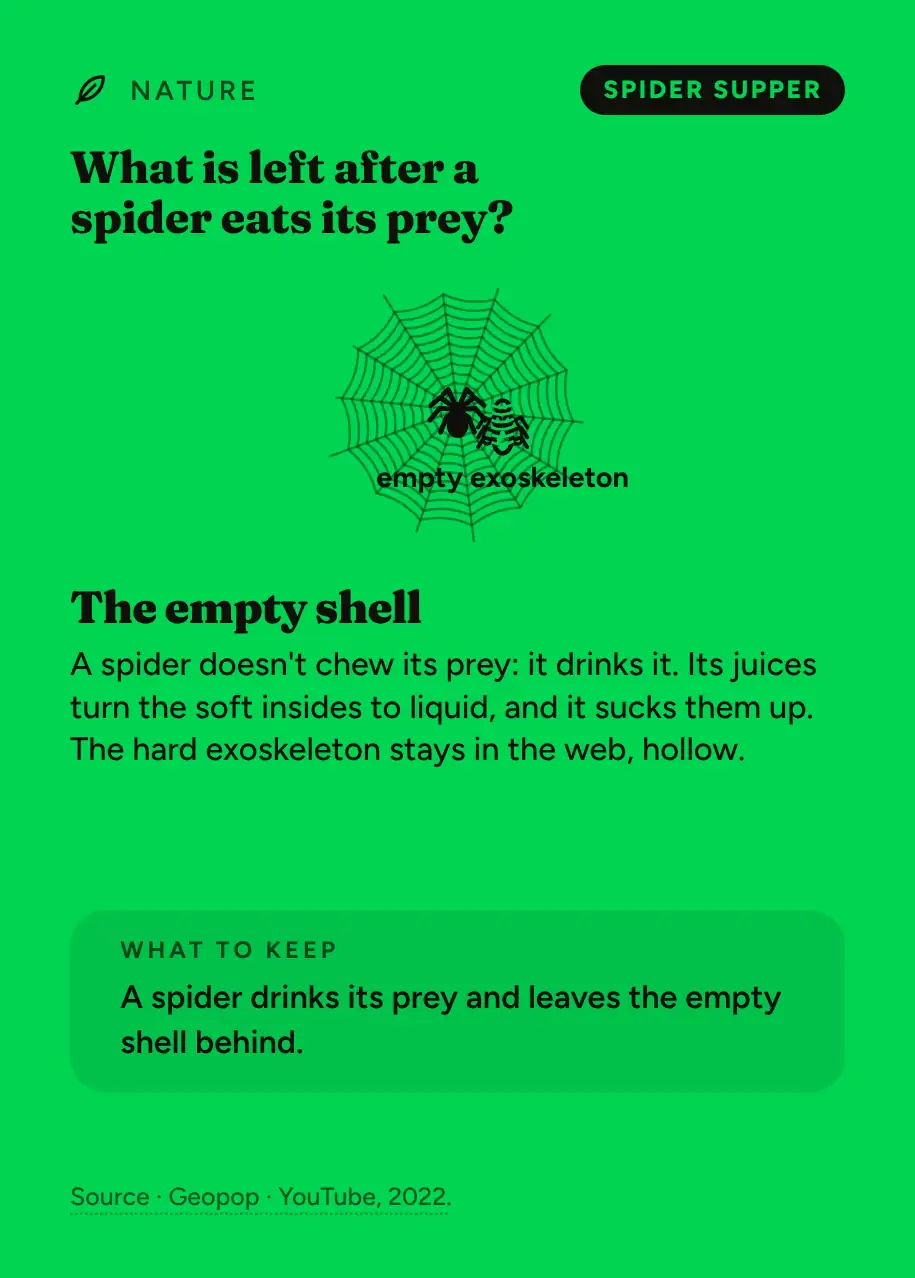 NATURE
SPIDER SUPPER
What is left after a
spider eats its prey?
empty exoskeleton
The empty shell
A spider doesn't chew its prey: it drinks it. Its juices
turn the soft insides to liquid, and it sucks them up.
The hard exoskeleton stays in the web, hollow.
WHAT TO KEEP
A spider drinks its prey and leaves the empty
shell behind.
Source · Geopop · YouTube, 2022.